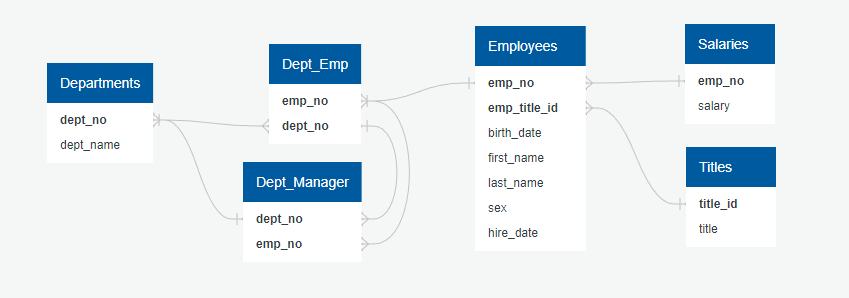 Departments
dept_no
dept_name
Dept_Emp
emp_no
dept_no
Dept_Manager
dept_no
emp_no
Employees
emp_no
emp_title_id
birth_date
first_name
last_name
sex
hire_date
Salaries
emp_no
salary
Titles
title_id
title